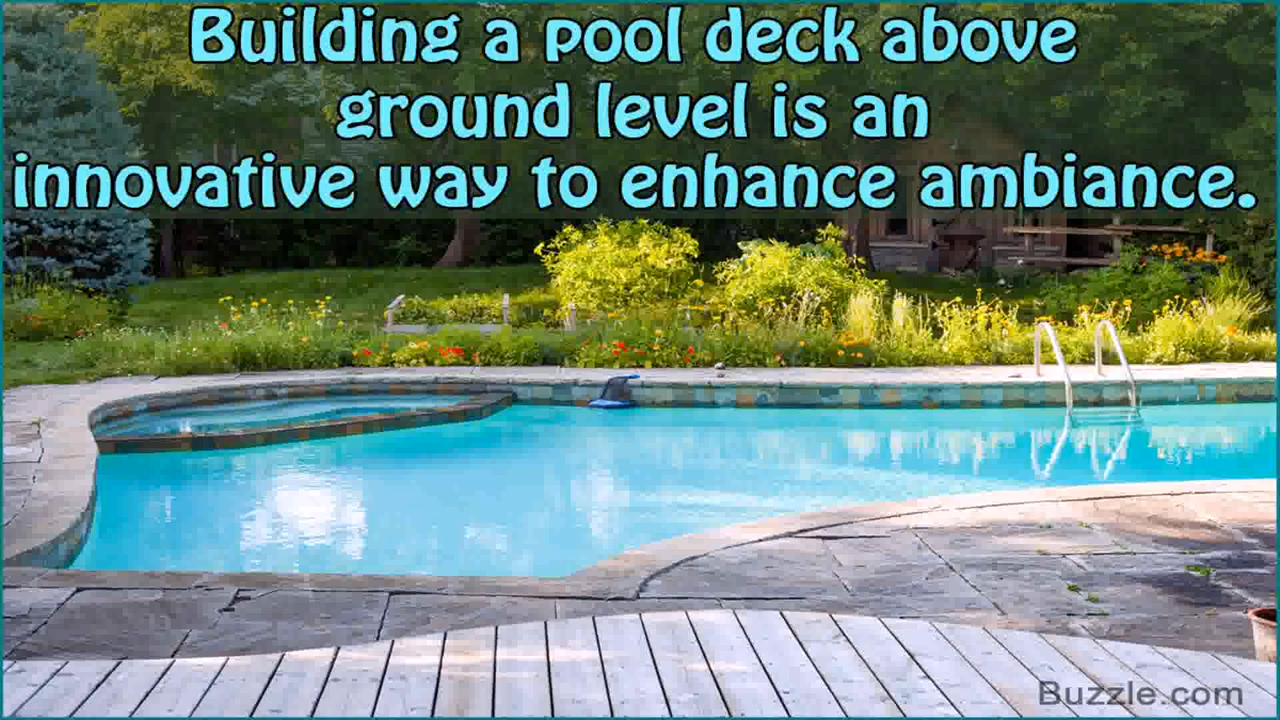 Building a pool deck above
ground level is an
innovative way to enhance ambiance.
Buzzle.com